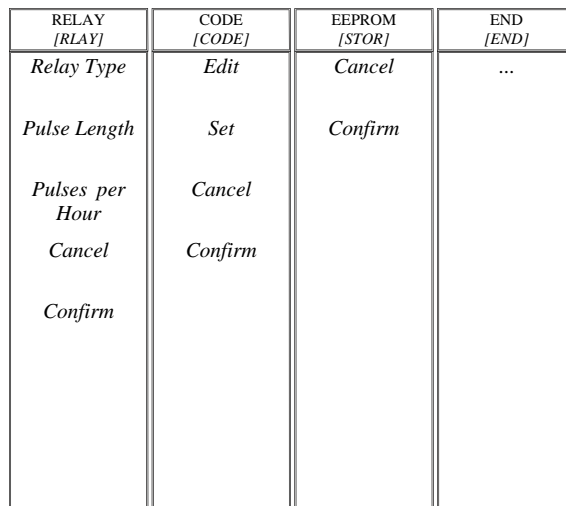 RELAY CODE EEPROM END
[RLAY] [CODE] [STOR] [END]
Relay Type Edit Cancel ...
Pulse Length Set Confirm
Pulses per Cancel
Hour
Cancel Confirm
Confirm